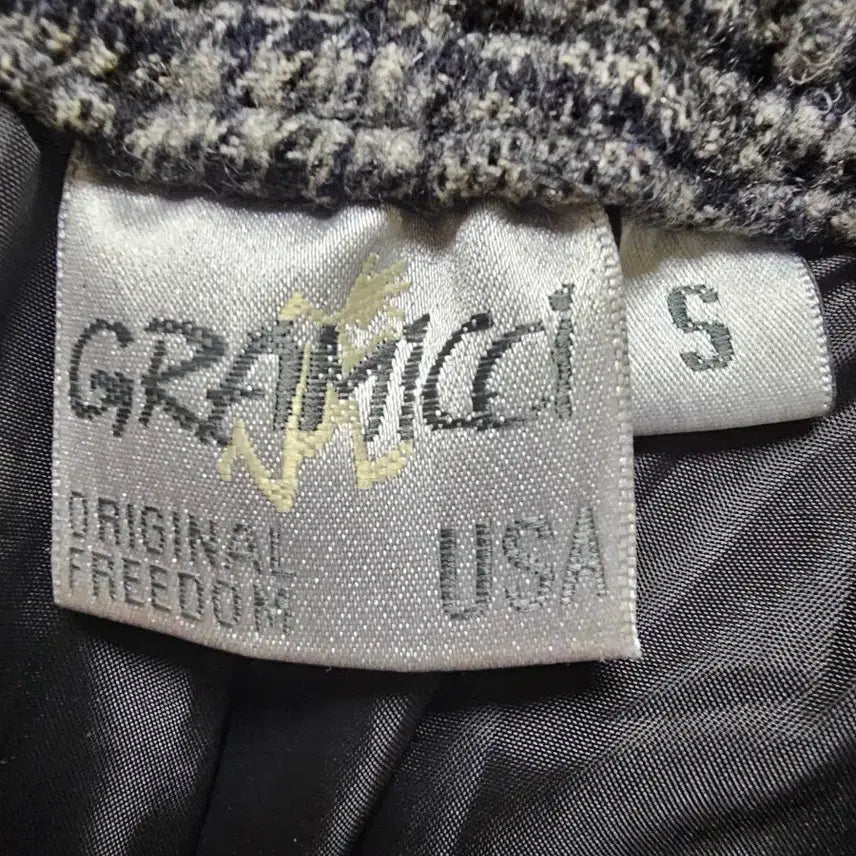 GRAMICCi
S
ORIGINAL
FREEDOM
USA